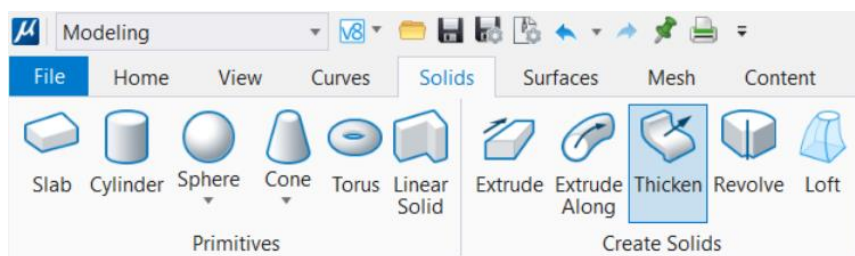 Modeling V8
File Home View Curves Solids Surfaces Mesh Content
Slab Cylinder Sphere Cone Torus Linear Solid Extrude Extrude Along Thicken Revolve Loft
Primitives Create Solids